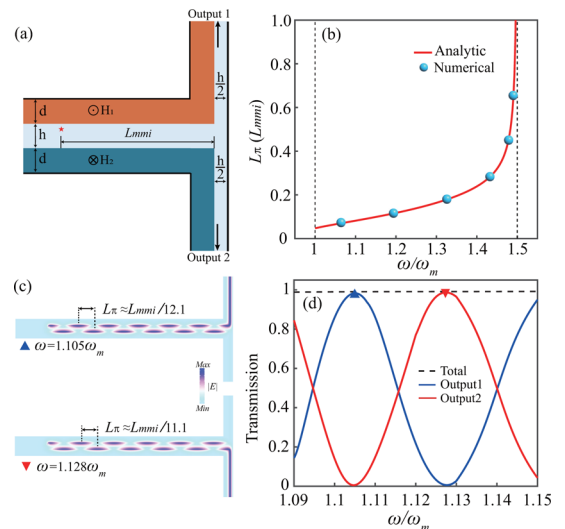 (a)
Output 1
h/2
d
H₁
h
Lmmi
d
H₂
h/2
Output 2
(b)
Analytic
Numerical
Lπ (Lmmi)
1.0
0.8
0.6
0.4
0.2
0
1
1.1
1.2
1.3
1.4
1.5
ω/ωm
(c)
Lπ ≈Lmmi/12.1
ω=1.105ωm
Max
|E|
Min
Lπ ≈Lmmi/11.1
ω=1.128ωm
(d)
Total
Output1
Output2
Transmission
1
0.8
0.6
0.4
0.2
0
1.09
1.10
1.11
1.12
1.13
1.14
1.15
ω/ωm